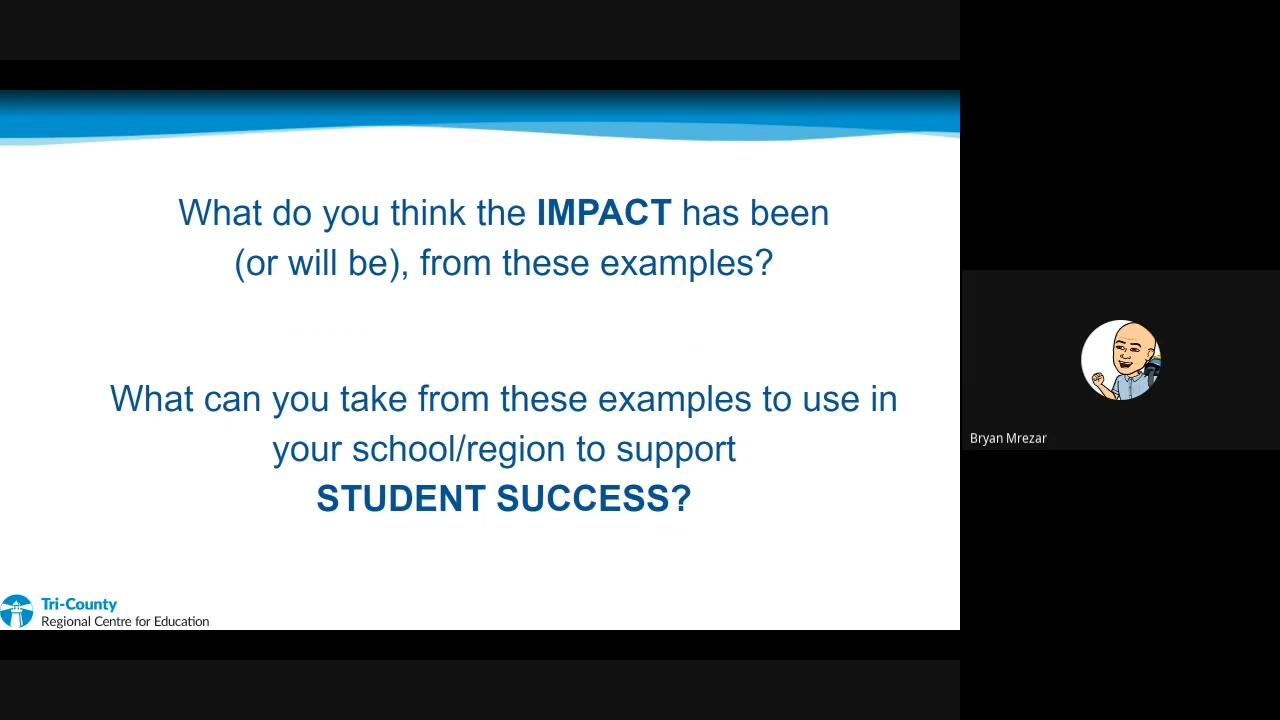 What do you think the IMPACT has been
(or will be), from these examples?
What can you take from these examples to use in
your school/region to support
STUDENT SUCCESS?
Tri-County
Regional Centre for Education
Bryan Mrezar